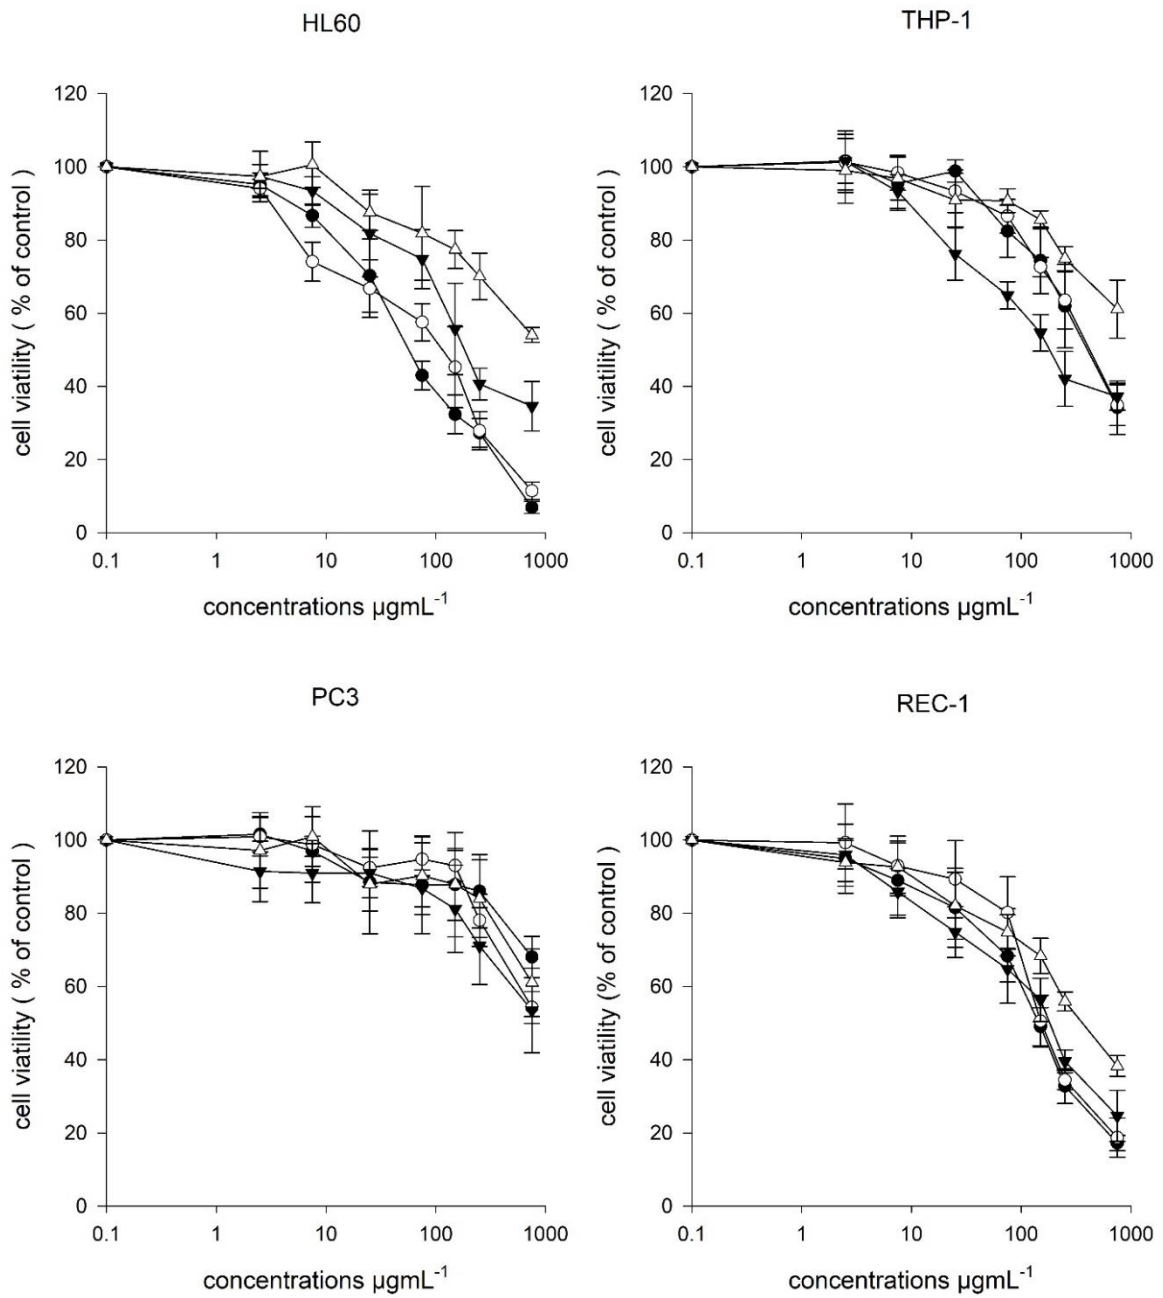 HL60
120
100
80
60
40
20
0
cell viatility ( % of control )
0.1 1 10 100 1000
concentrations µgmL⁻¹
THP-1
120
100
80
60
40
20
0
cell viatility ( % of control )
0.1 1 10 100 1000
concentrations µgmL⁻¹
PC3
120
100
80
60
40
20
0
cell viatility ( % of control )
0.1 1 10 100 1000
concentrations µgmL⁻¹
REC-1
120
100
80
60
40
20
0
cell viatility (% of control )
0.1 1 10 100 1000
concentrations µgmL⁻¹